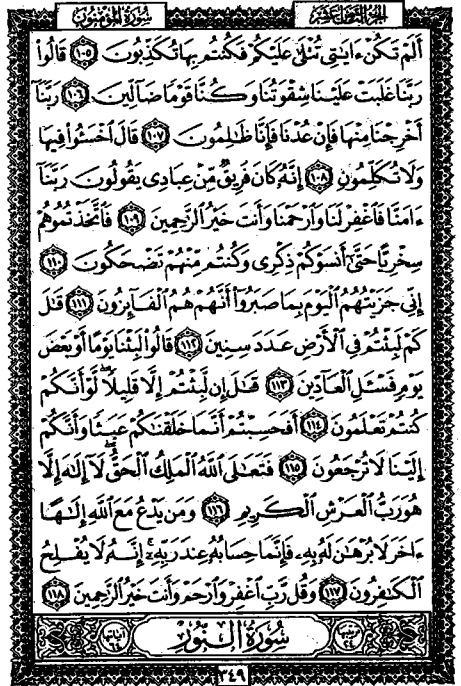 الجزء الثامن عشر سورة المؤمنون
أَلَمْ تَكُنْ ءَايَٰتِى تُتْلَىٰ عَلَيْكُمْ فَكُنتُم بِهَا تُكَذِّبُونَ ١٠٥ قَالُوا۟
رَبَّنَا غَلَبَتْ عَلَيْنَا شِقْوَتُنَا وَكُنَّا قَوْمًا ضَآلِّينَ ١٠٦ رَبَّنَآ
أَخْرِجْنَا مِنْهَا فَإِنْ عُدْنَا فَإِنَّا ظَٰلِمُونَ ١٠٧ قَالَ ٱخْسَـُٔوا۟ فِيهَا
وَلَا تُكَلِّمُونِ ١٠٨ إِنَّهُۥ كَانَ فَرِيقٌ مِّنْ عِبَادِى يَقُولُونَ رَبَّنَآ
ءَامَنَّا فَٱغْفِرْ لَنَا وَٱرْحَمْنَا وَأَنتَ خَيْرُ ٱلرَّٰحِمِينَ ١٠٩ فَٱتَّخَذْتُمُوهُمْ
سِخْرِيًّا حَتَّىٰٓ أَنسَوْكُمْ ذِكْرِى وَكُنتُم مِّنْهُمْ تَضْحَكُونَ ١١٠
إِنِّى جَزَيْتُهُمُ ٱلْيَوْمَ بِمَا صَبَرُوٓا۟ أَنَّهُمْ هُمُ ٱلْفَآئِزُونَ ١١١ قَٰلَ
كَمْ لَبِثْتُمْ فِى ٱلْأَرْضِ عَدَدَ سِنِينَ ١١٢ قَالُوا۟ لَبِثْنَا يَوْمًا أَوْ بَعْضَ
يَوْمٍ فَسْـَٔلِ ٱلْعَآدِّينَ ١١٣ قَٰلَ إِن لَّبِثْتُمْ إِلَّا قَلِيلًا لَّوْ أَنَّكُمْ
كُنتُمْ تَعْلَمُونَ ١١٤ أَفَحَسِبْتُمْ أَنَّمَا خَلَقْنَٰكُمْ عَبَثًا وَأَنَّكُمْ
إِلَيْنَا لَا تُرْجَعُونَ ١١٥ فَتَعَٰلَى ٱللَّهُ ٱلْمَلِكُ ٱلْحَقُّ لَآ إِلَٰهَ إِلَّا
هُوَ رَبُّ ٱلْعَرْشِ ٱلْكَرِيمِ ١١٦ وَمَن يَدْعُ مَعَ ٱللَّهِ إِلَٰهًا
ءَاخَرَ لَا بُرْهَٰنَ لَهُۥ بِهِۦ فَإِنَّمَا حِسَابُهُۥ عِندَ رَبِّهِۦٓ إِنَّهُۥ لَا يُفْلِحُ
ٱلْكَٰفِرُونَ ١١٧ وَقُل رَّبِّ ٱغْفِرْ وَٱرْحَمْ وَأَنتَ خَيْرُ ٱلرَّٰحِمِينَ ١١٨
سُورَةُ النُّورِ
٣٤٩